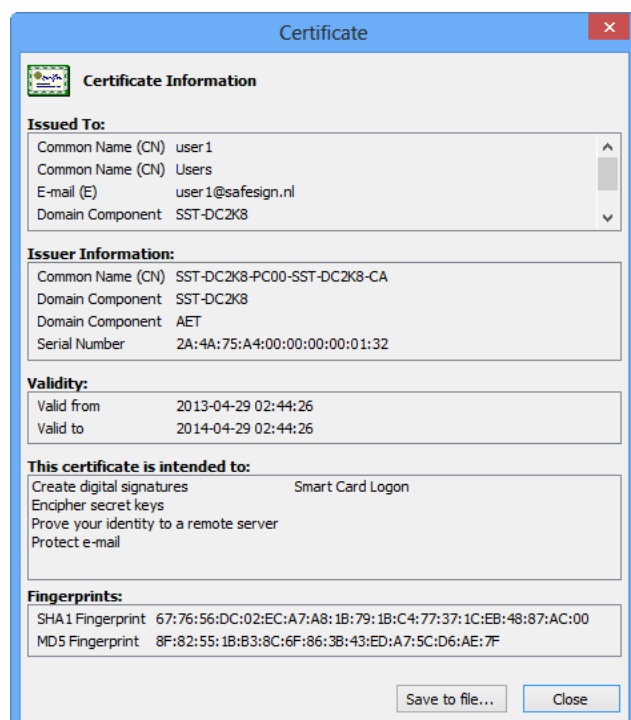 Certificate
Certificate Information
Issued To:
Common Name (CN) user1
Common Name (CN) Users
E-mail (E) user1@safesign.nl
Domain Component SST-DC2K8
Issuer Information:
Common Name (CN) SST-DC2K8-PC00-SST-DC2K8-CA
Domain Component SST-DC2K8
Domain Component AET
Serial Number 2A:4A:75:A4:00:00:00:00:01:32
Validity:
Valid from 2013-04-29 02:44:26
Valid to 2014-04-29 02:44:26
This certificate is intended to:
Create digital signatures Smart Card Logon
Encipher secret keys
Prove your identity to a remote server
Protect e-mail
Fingerprints:
SHA1 Fingerprint 67:76:56:DC:02:EC:A7:A8:1B:79:1B:C4:77:37:1C:EB:48:87:AC:00
MD5 Fingerprint 8F:82:55:1B:B3:8C:6F:86:3B:43:ED:A7:5C:D6:AE:7F
Save to file... Close